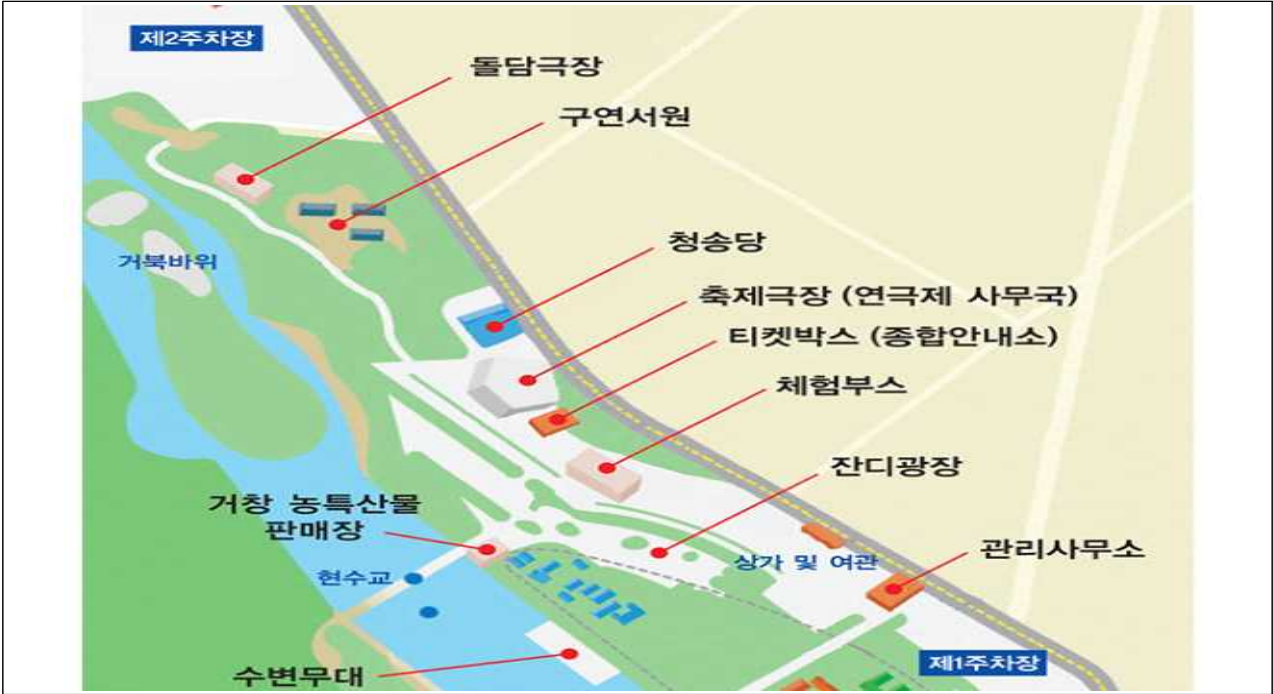 제2주차장
돌담극장
구연서원
청송당
거북바위
축제극장 (연극제 사무국)
티켓박스 (종합안내소)
체험부스
잔디광장
거창 농특산물
판매장
관리사무소
상가 및 여관
현수교
제1주차장
수변무대